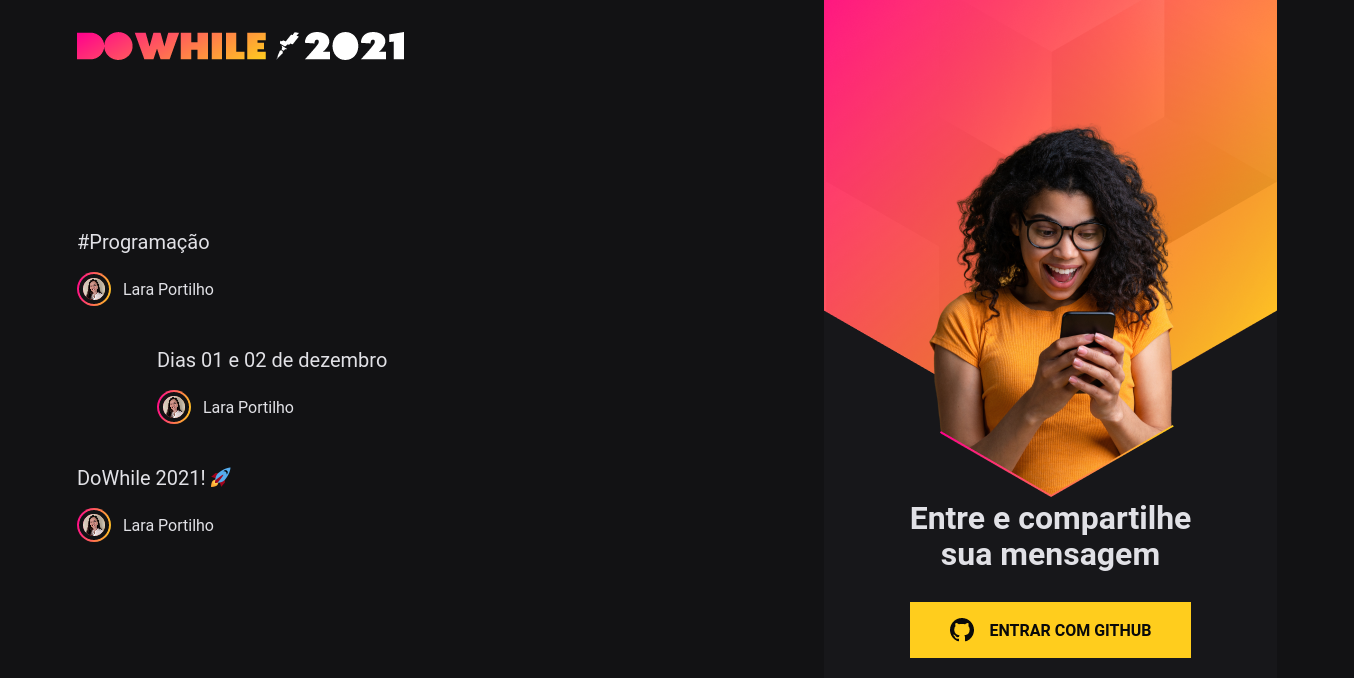 DOWHILE 2021
#Programação
Lara Portilho
Dias 01 e 02 de dezembro
Lara Portilho
DoWhile 2021! 🚀
Lara Portilho
Entre e compartilhe
sua mensagem
ENTRAR COM GITHUB